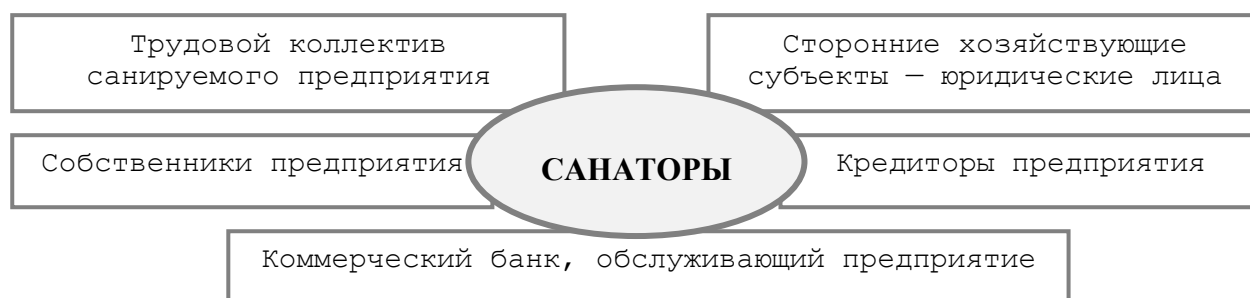 Трудовой коллектив
санируемого предприятия
Сторонние хозяйствующие
субъекты — юридические лица
Собственники предприятия
САНАТОРЫ
Кредиторы предприятия
Коммерческий банк, обслуживающий предприятие